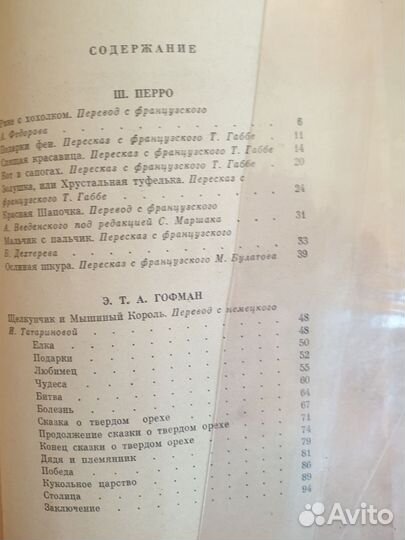 СОДЕРЖАНИЕ
Ш. ПЕРРО
Рике с хохолком. Перевод с французского
А. Федорова . . . . . . . . 6
Подарки феи. Пересказ с французского Т. Габбе . 11
Спящая красавица. Пересказ с французского Т. Габбе 14
Кот в сапогах. Пересказ с французского Т. Габбе . 20
Золушка, или Хрустальная туфелька. Пересказ с
французского Т. Габбе . . . . . . 24
Красная Шапочка. Перевод с французского
А. Введенского под редакцией С. Маршака . . 31
Мальчик с пальчик. Пересказ с французского
Б. Дехтерева . . . . . . . . 33
Ослиная шкура. Пересказ с французского М. Булатова 39
Э. Т. А. ГОФМАН
Щелкунчик и Мышиный Король. Перевод с немецкого
И. Татариновой . . . . . . . 48
Елка . . . . . . . . 48
Подарки . . . . . . . . 50
Любимец . . . . . . . . 52
Чудеса . . . . . . . . 55
Битва . . . . . . . . 60
Болезнь . . . . . . . . 64
Сказка о твердом орехе . . . . 67
Продолжение сказки о твердом орехе . . 71
Конец сказки о твердом орехе . . . 74
Дядя и племянник . . . . . . 79
Победа . . . . . . . . 81
Кукольное царство . . . . . 86
Столица . . . . . . . . 89
Заключение . . . . . . . 94
Avito